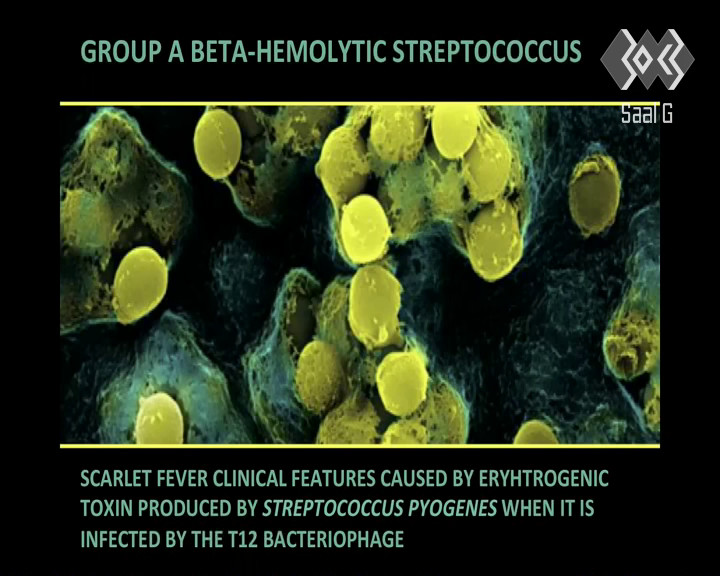 GROUP A BETA-HEMOLYTIC STREPTOCOCCUS
Saal G
SCARLET FEVER CLINICAL FEATURES CAUSED BY ERYHTROGENIC
TOXIN PRODUCED BY STREPTOCOCCUS PYOGENES WHEN IT IS
INFECTED BY THE T12 BACTERIOPHAGE